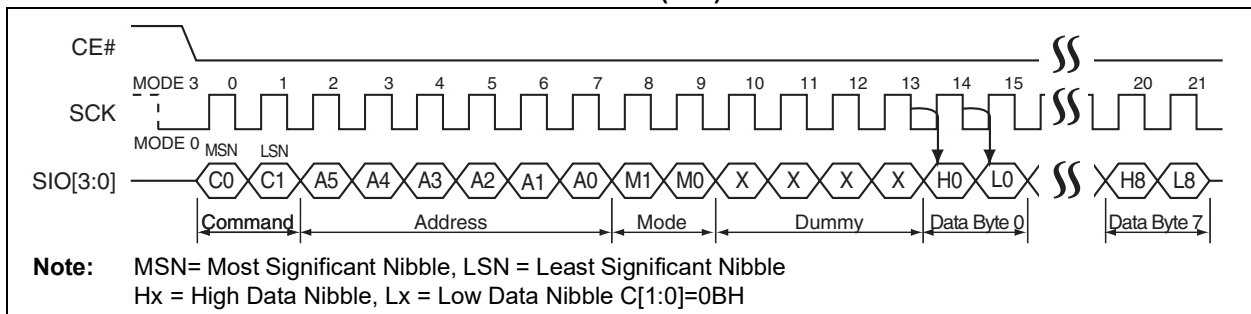 CE#
MODE 3 0 1 2 3 4 5 6 7 8 9 10 11 12 13 14 15 20 21
SCK
MODE 0
MSN LSN
SIO[3:0] C0 C1 A5 A4 A3 A2 A1 A0 M1 M0 X X X X H0 L0 H8 L8
Command Address Mode Dummy Data Byte 0 Data Byte 7
Note: MSN= Most Significant Nibble, LSN = Least Significant Nibble
Hx = High Data Nibble, Lx = Low Data Nibble C[1:0]=0BH